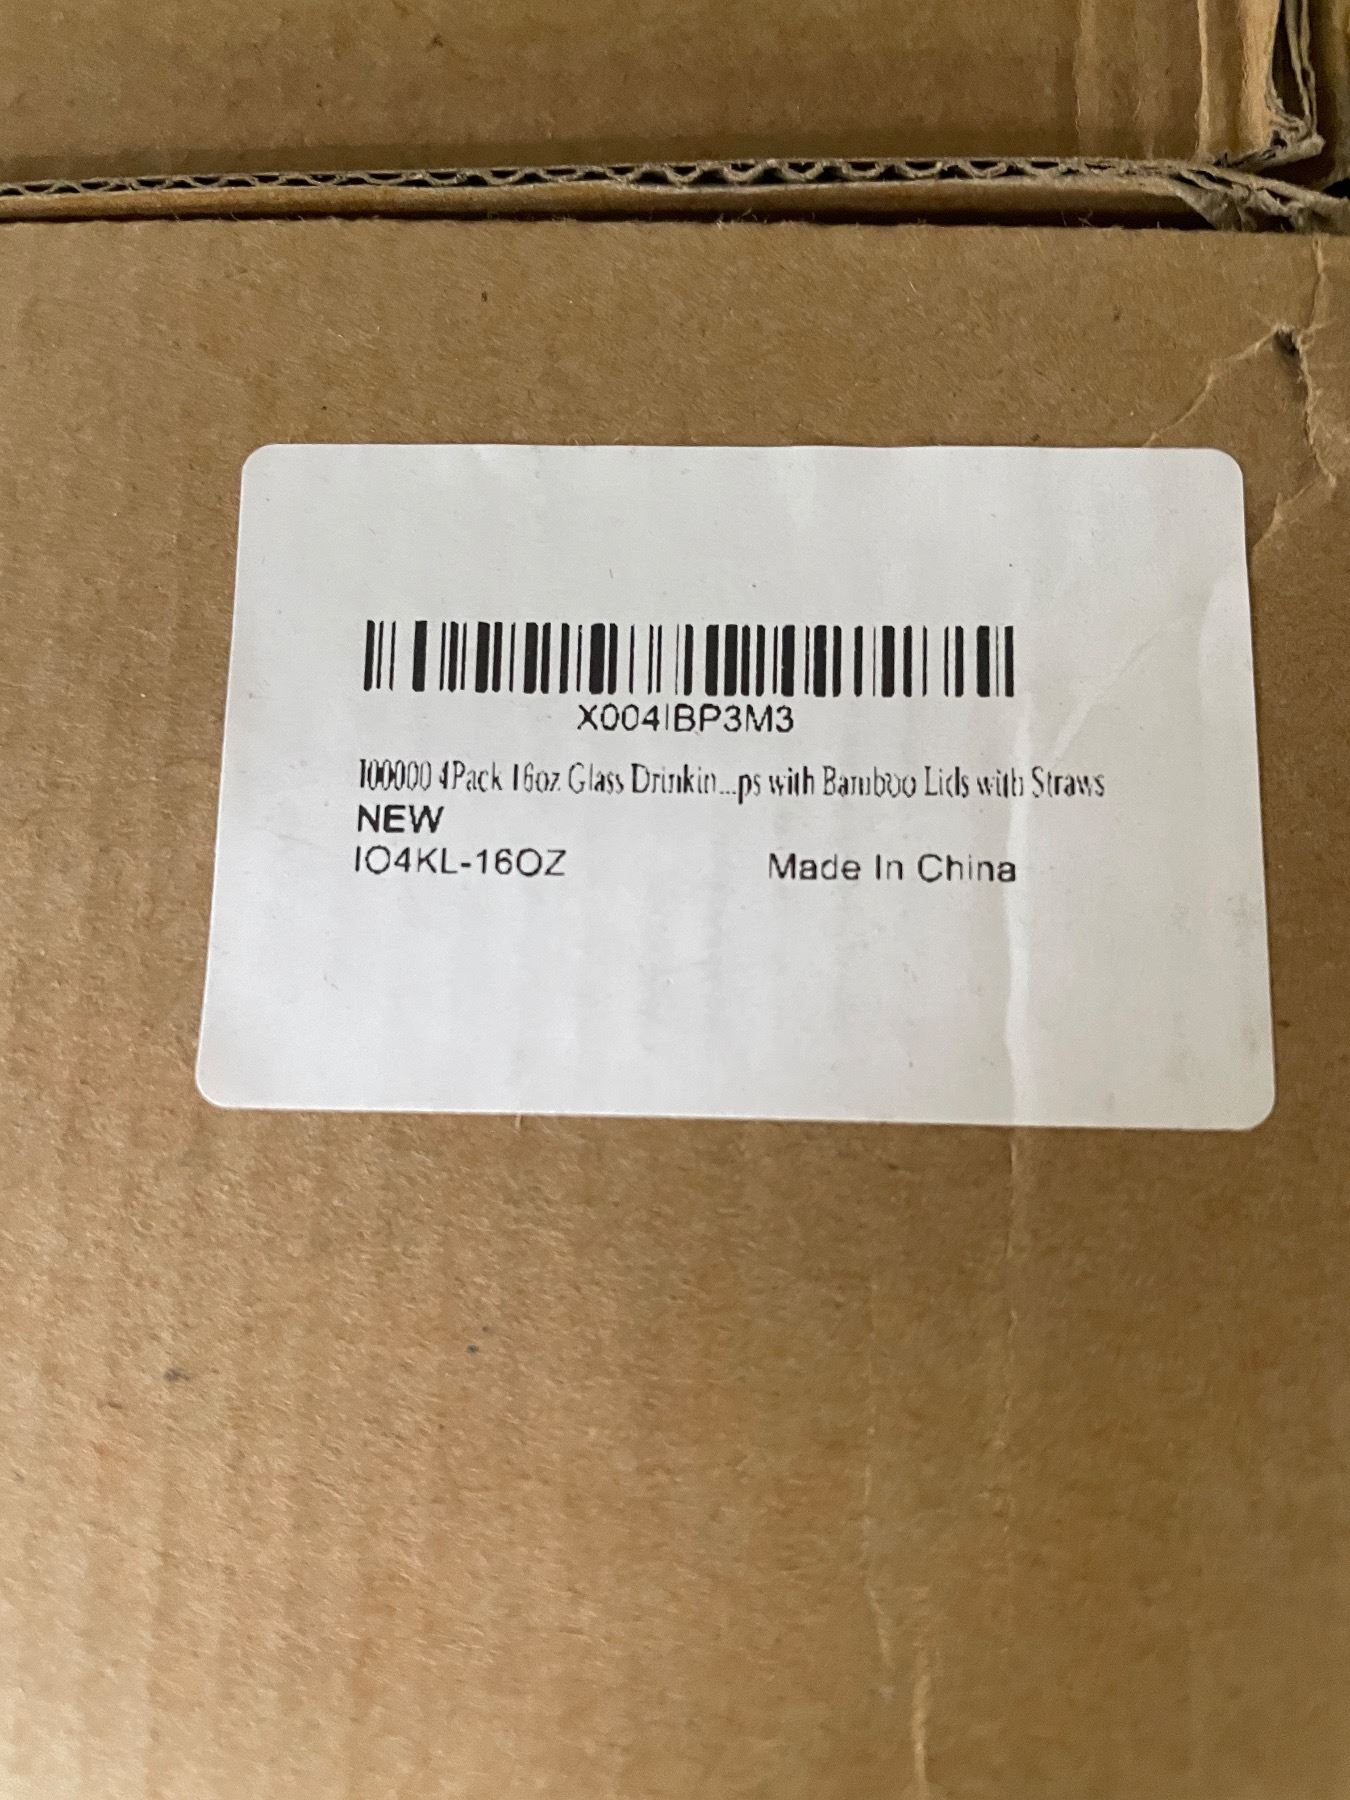 X004IBP3M3
100000 4Pack 16oz Glass Drinkin...ps with Bamboo Lids with Straws
NEW
IO4KL-16OZ
Made In China